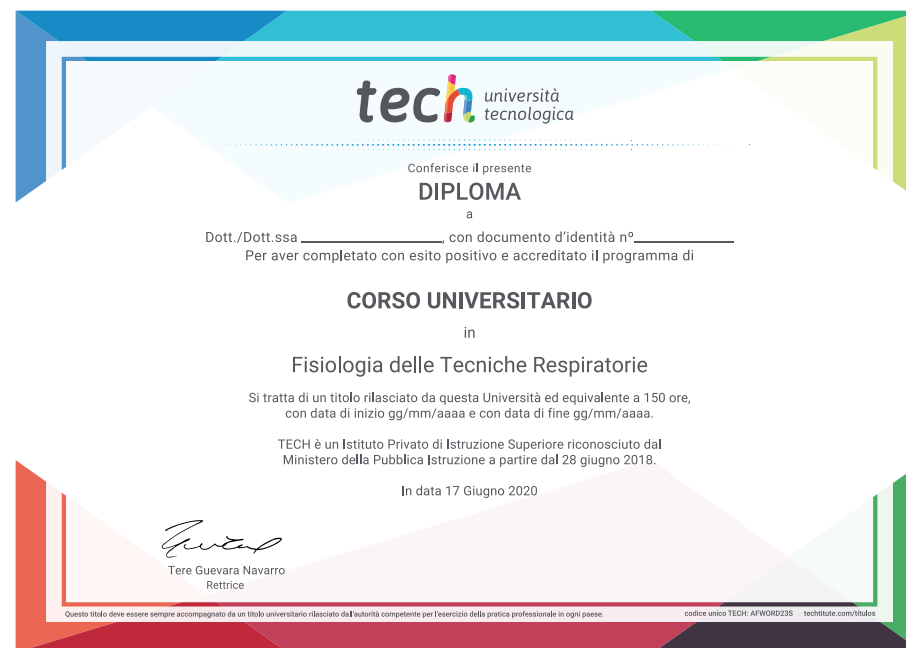 tech università
tecnologica
Conferisce il presente
DIPLOMA
a
Dott./Dott.ssa ____________________, con documento d'identità nº______________
Per aver completato con esito positivo e accreditato il programma di
CORSO UNIVERSITARIO
in
Fisiologia delle Tecniche Respiratorie
Si tratta di un titolo rilasciato da questa Università ed equivalente a 150 ore,
con data di inizio gg/mm/aaaa e con data di fine gg/mm/aaaa.
TECH è un Istituto Privato di Istruzione Superiore riconosciuto dal
Ministero della Pubblica Istruzione a partire dal 28 giugno 2018.
In data 17 Giugno 2020
Tere Guevara Navarro
Rettrice
Questo titolo deve essere sempre accompagnato da un titolo universitario rilasciato dall'autorità competente per l'esercizio della pratica professionale in ogni paese. codice unico TECH: AFWORD23S techtitute.com/titulos